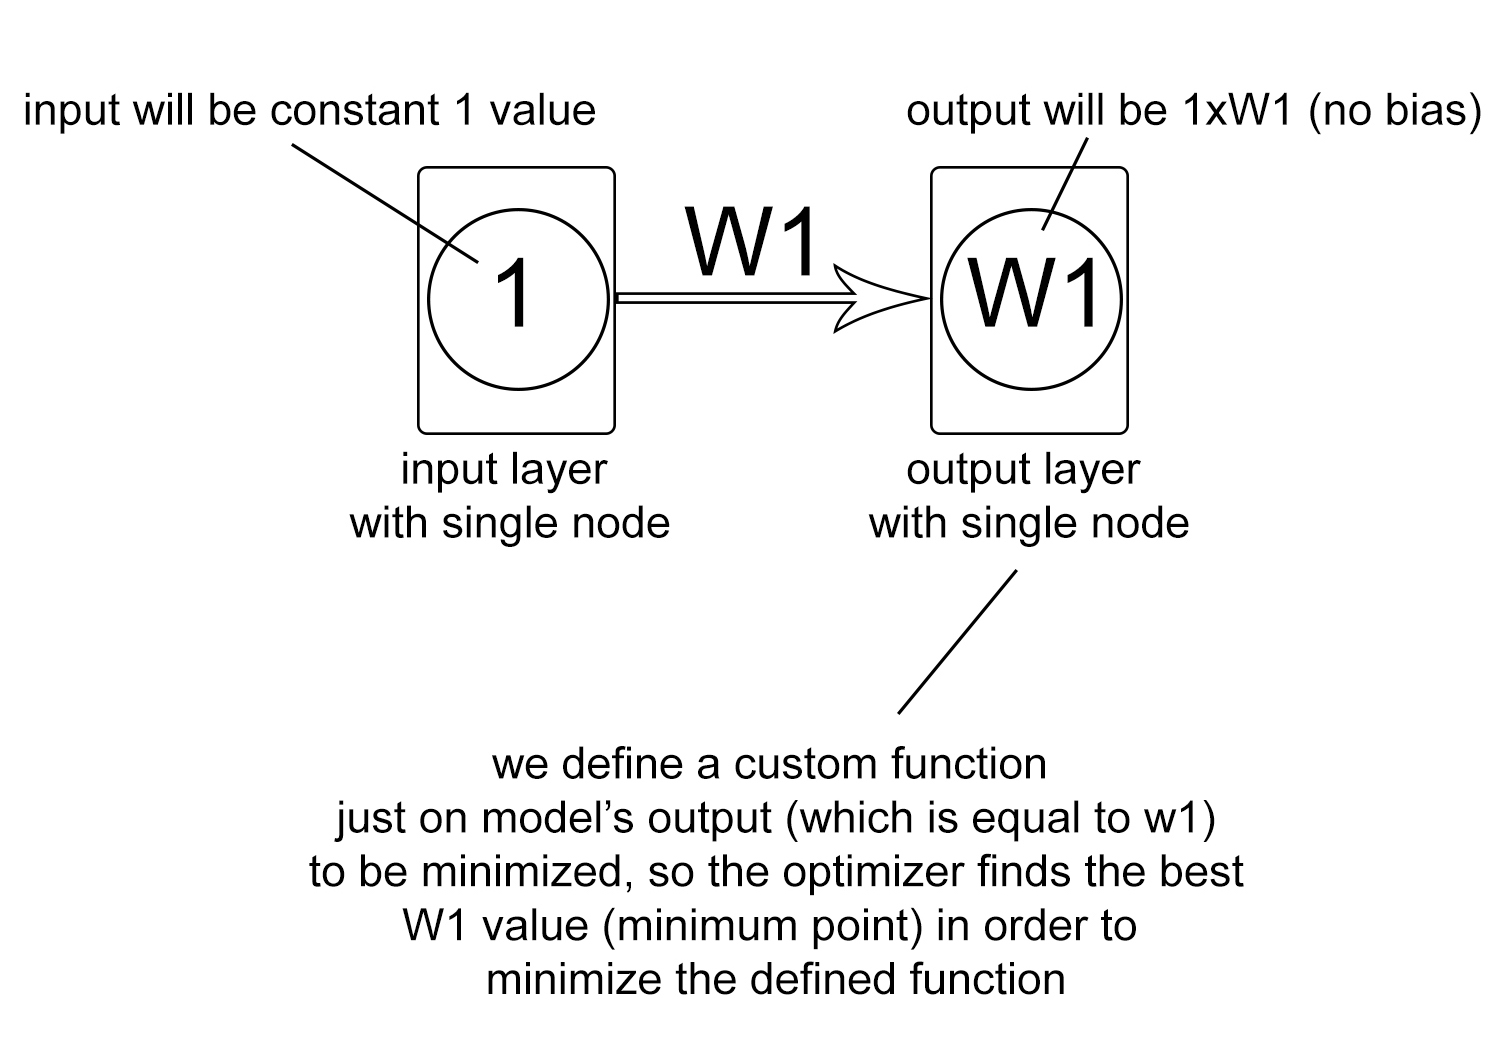 input will be constant 1 value
output will be 1xW1 (no bias)
W1
1
W1
input layer
with single node
output layer
with single node
we define a custom function
just on model’s output (which is equal to w1)
to be minimized, so the optimizer finds the best
W1 value (minimum point) in order to
minimize the defined function